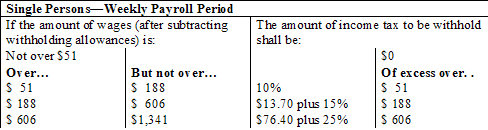 Single Persons—Weekly Payroll Period
If the amount of wages (after subtracting withholding allowances) is:
The amount of income tax to be withhold shall be:
Not over $51 $0
Over… But not over… Of excess over. .
$ 51 $ 188 10% $ 51
$ 188 $ 606 $13.70 plus 15% $ 188
$ 606 $1,341 $76.40 plus 25% $ 606